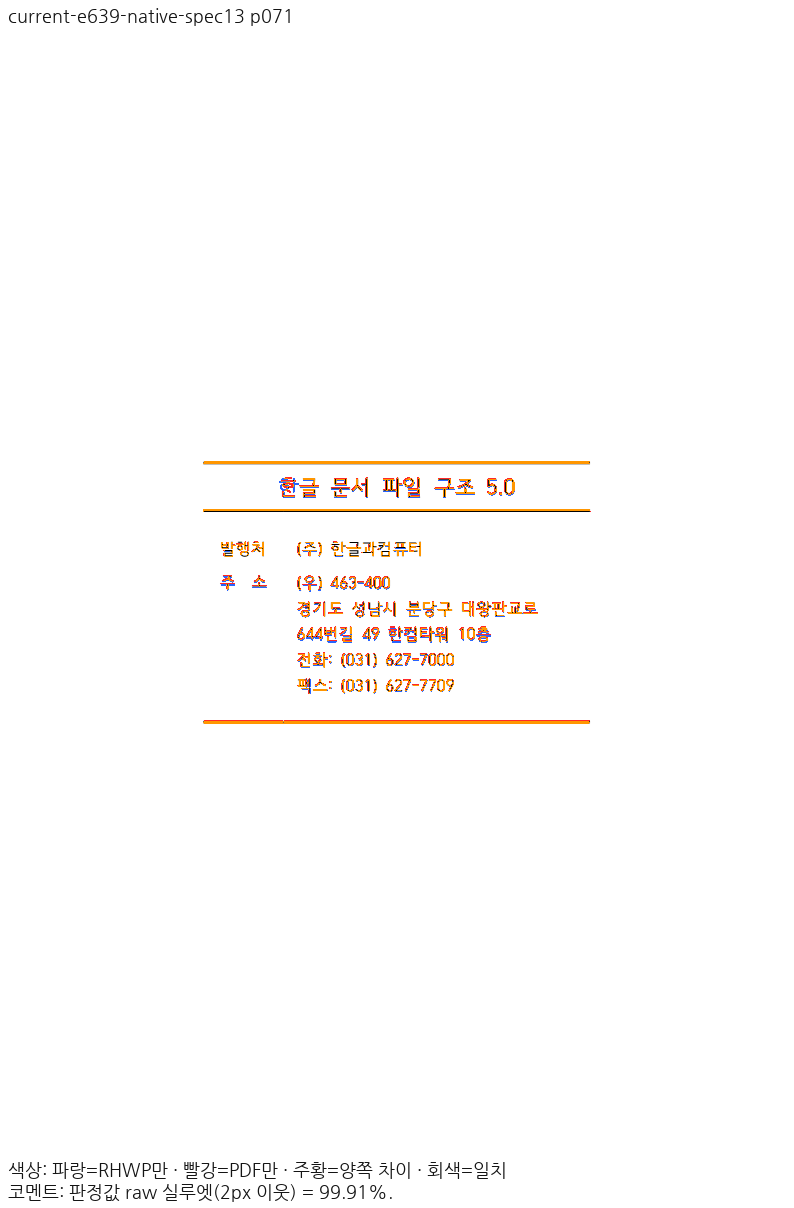 current-e639-native-spec13 p071
한글 문서 파일 구조 5.0
발행처 (주) 한글과컴퓨터
주 소 (우) 463-400
경기도 성남시 분당구 대왕판교로
644번길 49 한컴타워 10층
전화: (031) 627-7000
팩스: (031) 627-7709
색상: 파랑=RHWP만 · 빨강=PDF만 · 주황=양쪽 차이 · 회색=일치
코멘트: 판정값 raw 실루엣(2px 이웃) = 99.91%.